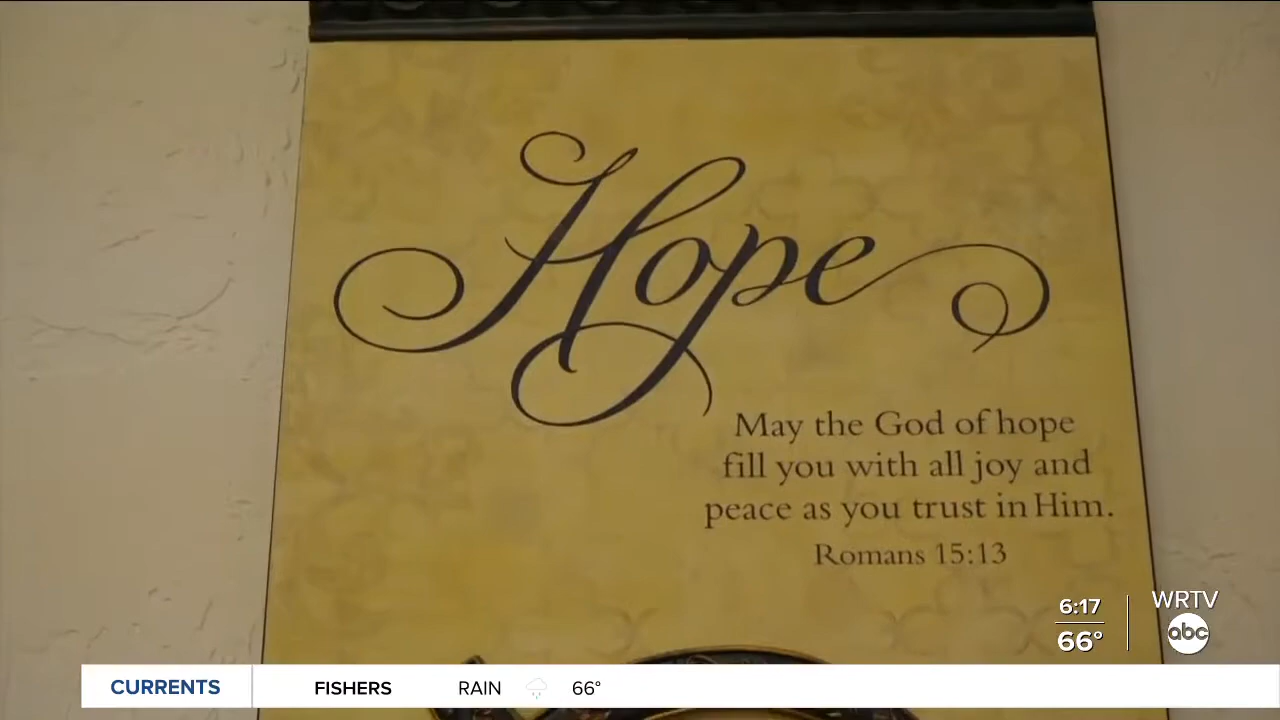 Hope
May the God of hope
fill you with all joy and
peace as you trust in Him.
Romans 15:13
6:17
66°
WRTV
abc
CURRENTS FISHERS RAIN 66°